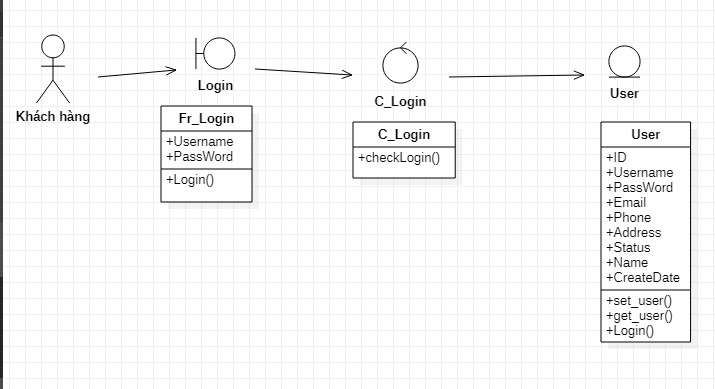 Khách hàng
Login
Fr_Login
+Username
+PassWord
+Login()
C_Login
C_Login
+checkLogin()
User
User
+ID
+Username
+PassWord
+Email
+Phone
+Address
+Status
+Name
+CreateDate
+set_user()
+get_user()
+Login()